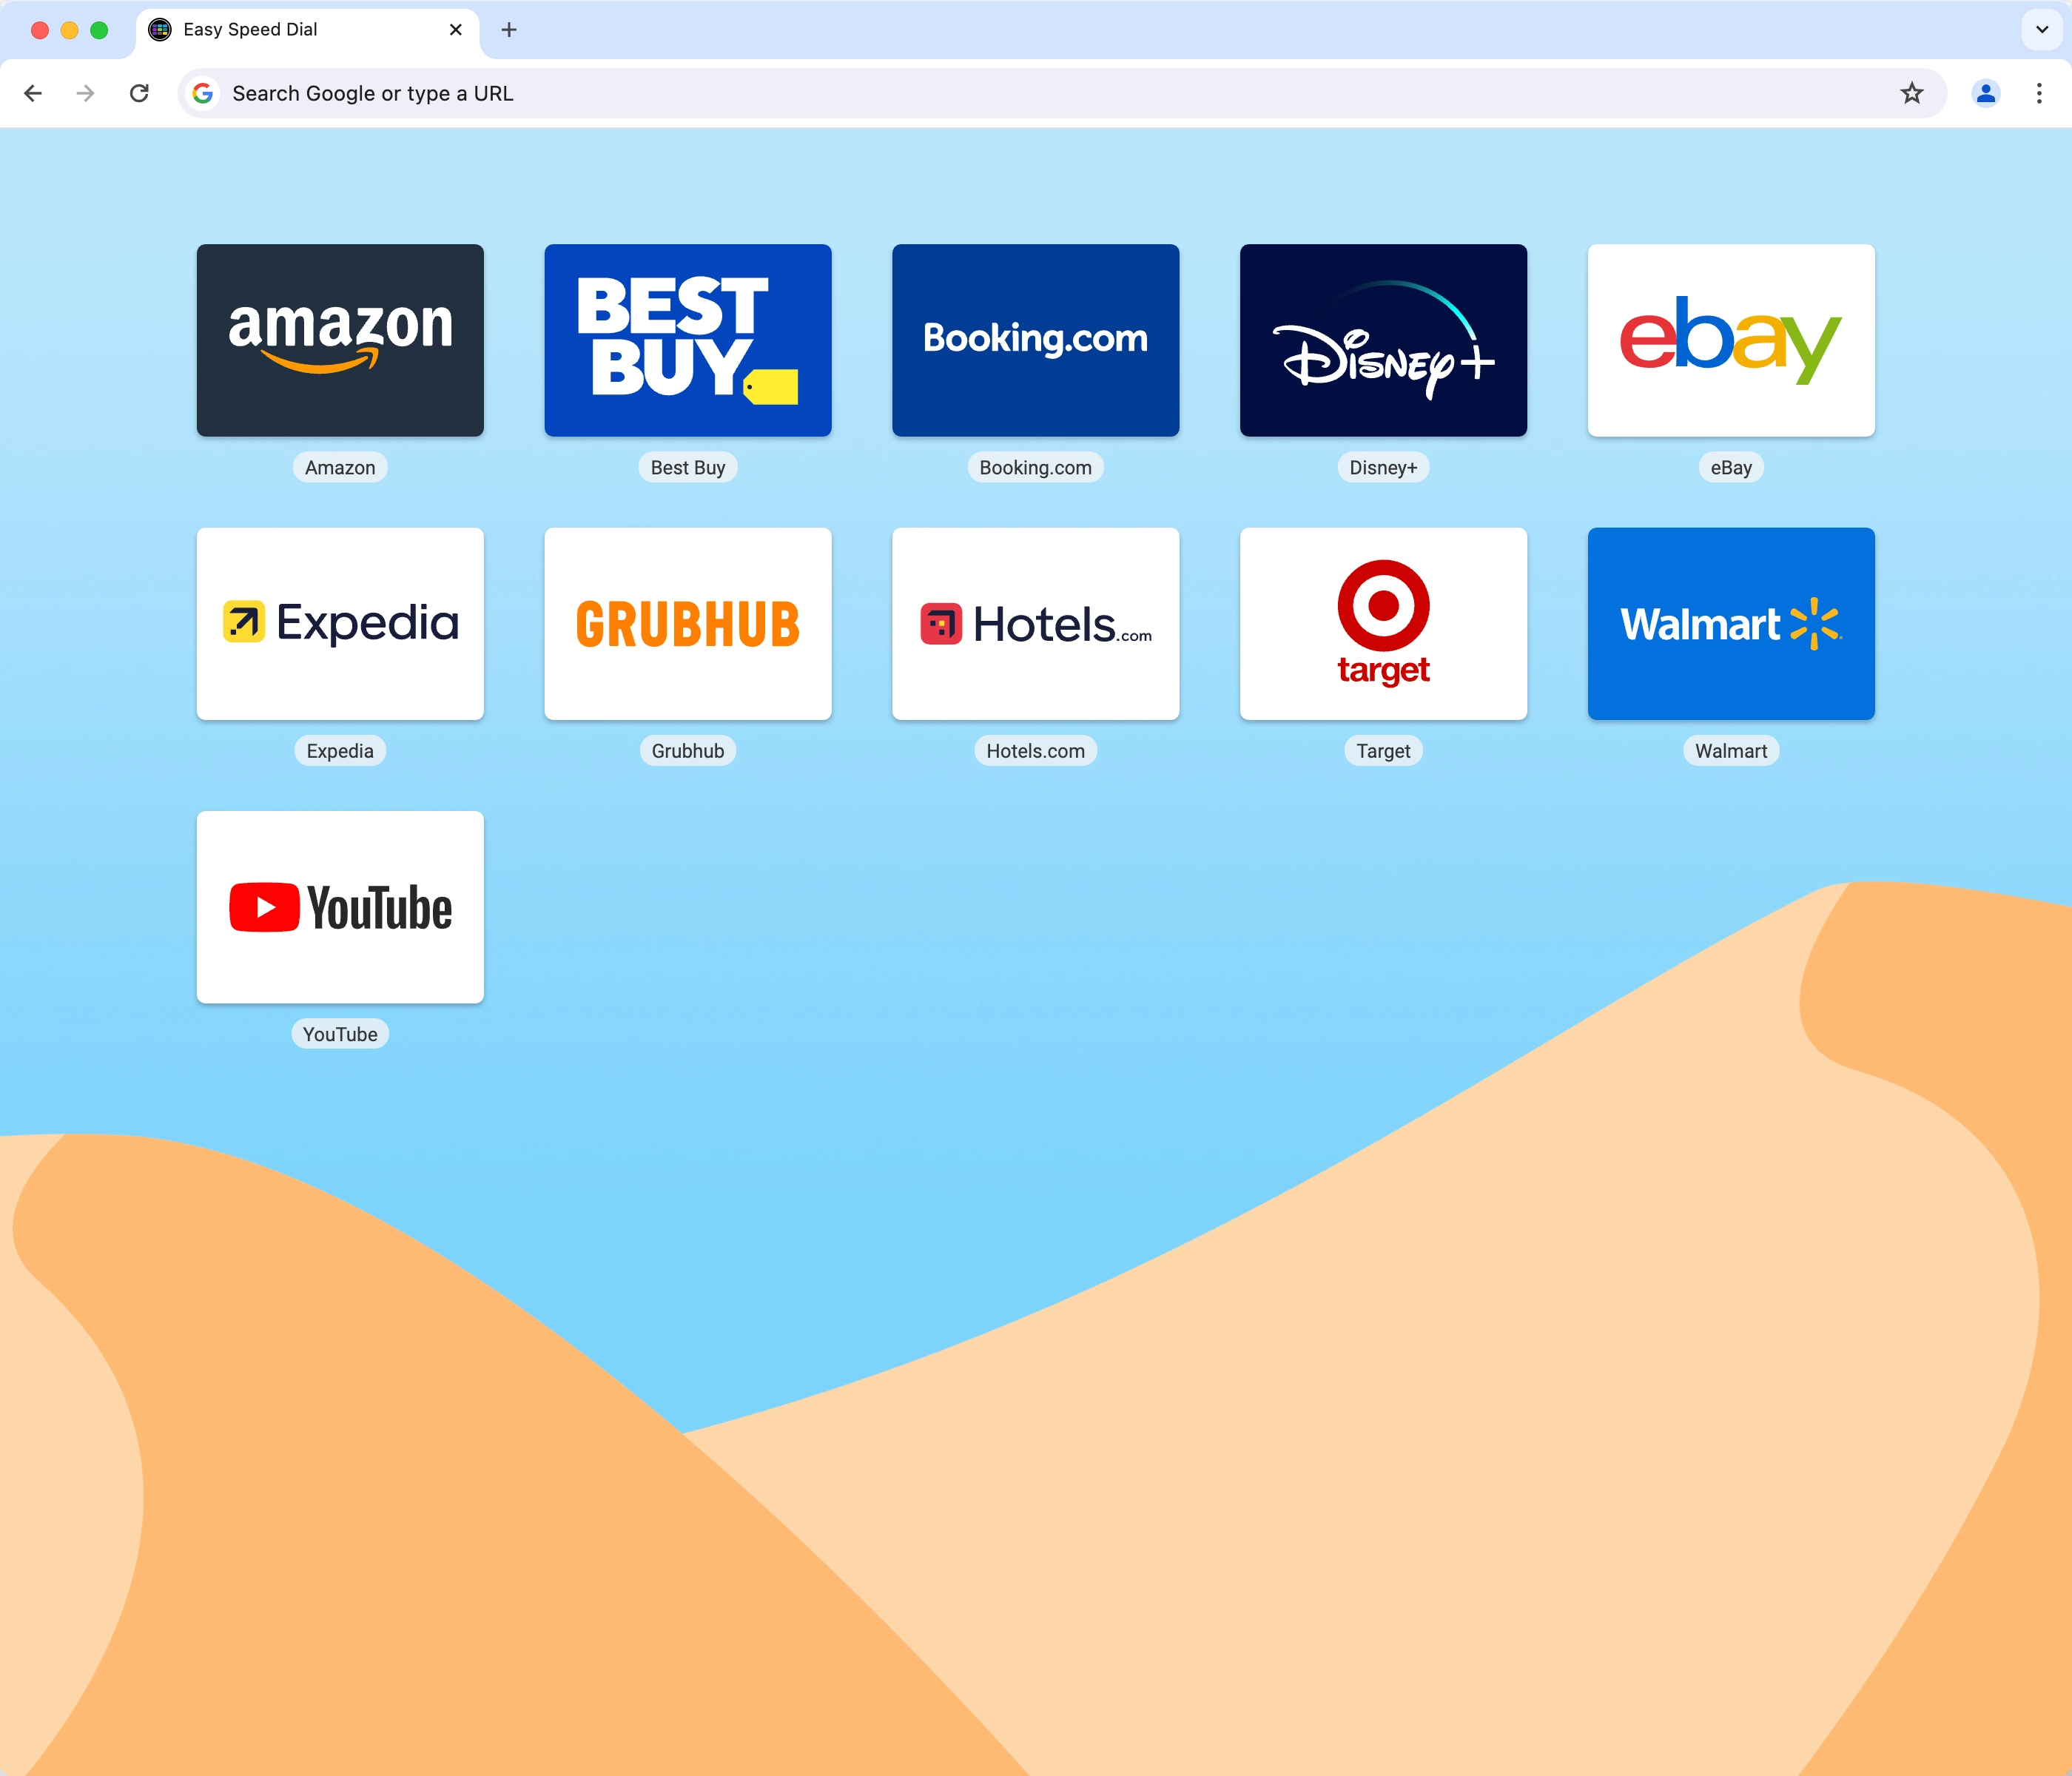 Easy Speed Dial
Search Google or type a URL
amazon
BEST
BUY
Booking.com
Disney+
ebay
Amazon
Best Buy
Booking.com
Disney+
eBay
Expedia
GRUBHUB
Hotels.com
target
Walmart
Expedia
Grubhub
Hotels.com
Target
Walmart
YouTube
YouTube